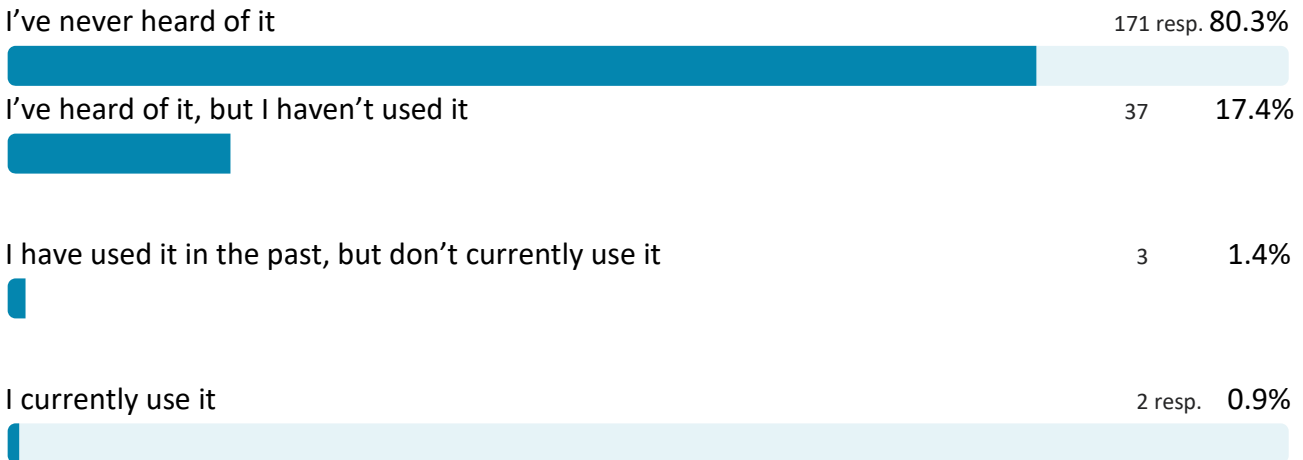 I’ve never heard of it 171 resp. 80.3%
I’ve heard of it, but I haven’t used it 37 17.4%
I have used it in the past, but don’t currently use it 3 1.4%
I currently use it 2 resp. 0.9%